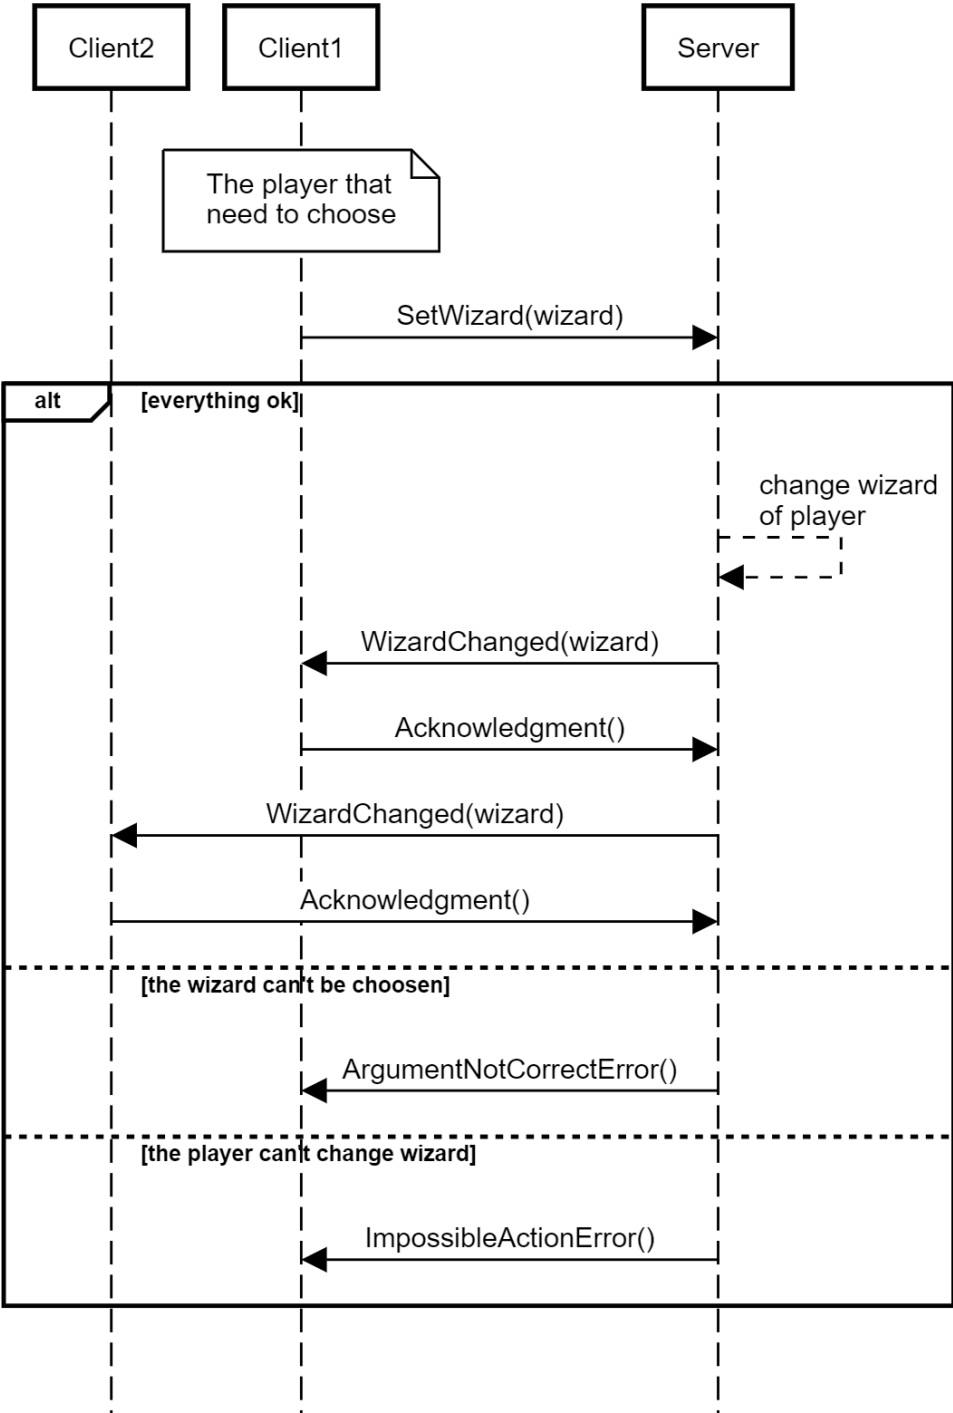 Client2
Client1
Server
The player that
need to choose
SetWizard(wizard)
alt
[everything ok]
change wizard
of player
WizardChanged(wizard)
Acknowledgment()
WizardChanged(wizard)
Acknowledgment()
[the wizard can't be choosen]
ArgumentNotCorrectError()
[the player can't change wizard]
ImpossibleActionError()